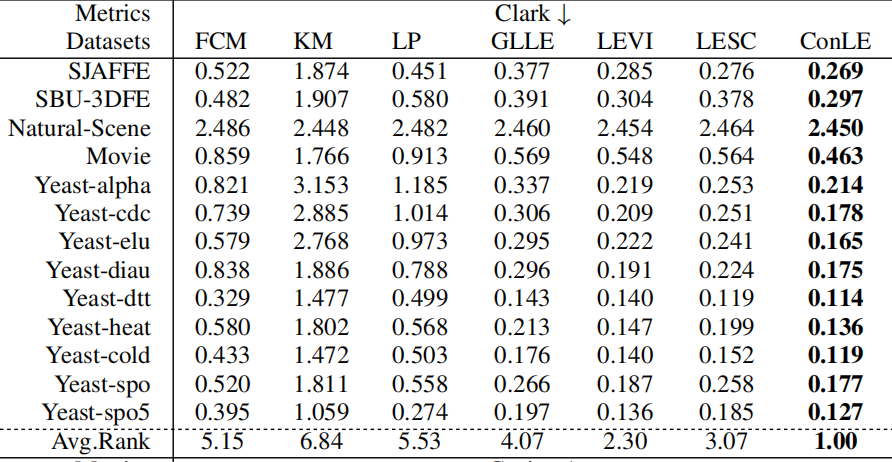 Metrics Clark ↓
Datasets FCM KM LP GLLE LEVI LESC ConLE
SJAFFE 0.522 1.874 0.451 0.377 0.285 0.276 0.269
SBU-3DFE 0.482 1.907 0.580 0.391 0.304 0.378 0.297
Natural-Scene 2.486 2.448 2.482 2.460 2.454 2.464 2.450
Movie 0.859 1.766 0.913 0.569 0.548 0.564 0.463
Yeast-alpha 0.821 3.153 1.185 0.337 0.219 0.253 0.214
Yeast-cdc 0.739 2.885 1.014 0.306 0.209 0.251 0.178
Yeast-elu 0.579 2.768 0.973 0.295 0.222 0.241 0.165
Yeast-diau 0.838 1.886 0.788 0.296 0.191 0.224 0.175
Yeast-dtt 0.329 1.477 0.499 0.143 0.140 0.119 0.114
Yeast-heat 0.580 1.802 0.568 0.213 0.147 0.199 0.136
Yeast-cold 0.433 1.472 0.503 0.176 0.140 0.152 0.119
Yeast-spo 0.520 1.811 0.558 0.266 0.187 0.258 0.177
Yeast-spo5 0.395 1.059 0.274 0.197 0.136 0.185 0.127
Avg.Rank 5.15 6.84 5.53 4.07 2.30 3.07 1.00